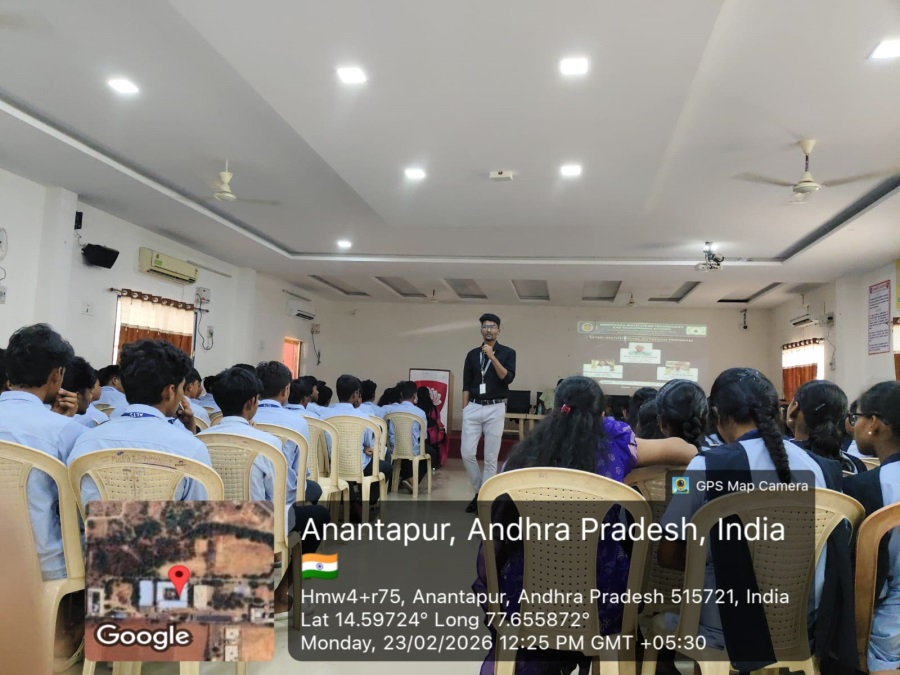 GPS Map Camera
Anantapur, Andhra Pradesh, India
Hmw4+r75, Anantapur, Andhra Pradesh 515721, India
Lat 14.59724° Long 77.655872°
Monday, 23/02/2026 12:25 PM GMT +05:30
Google